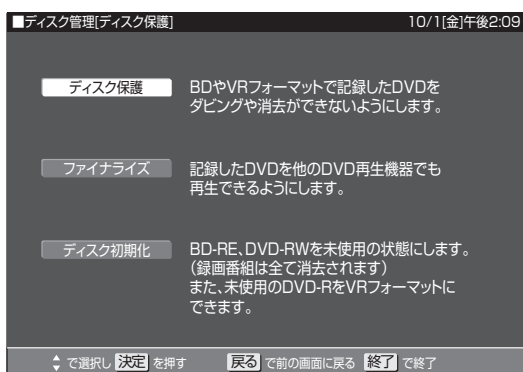 ■ディスク管理[ディスク保護] 10/1[金]午後2:09
ディスク保護
BDやVRフォーマットで記録したDVDを
ダビングや消去ができないようにします。
ファイナライズ
記録したDVDを他のDVD再生機器でも
再生できるようにします。
ディスク初期化
BD-RE、DVD-RWを未使用の状態にします。
(録画番組は全て消去されます)
また、未使用のDVD-RをVRフォーマットに
できます。
で選択し 決定 を押す 戻る で前の画面に戻る 終了 で終了